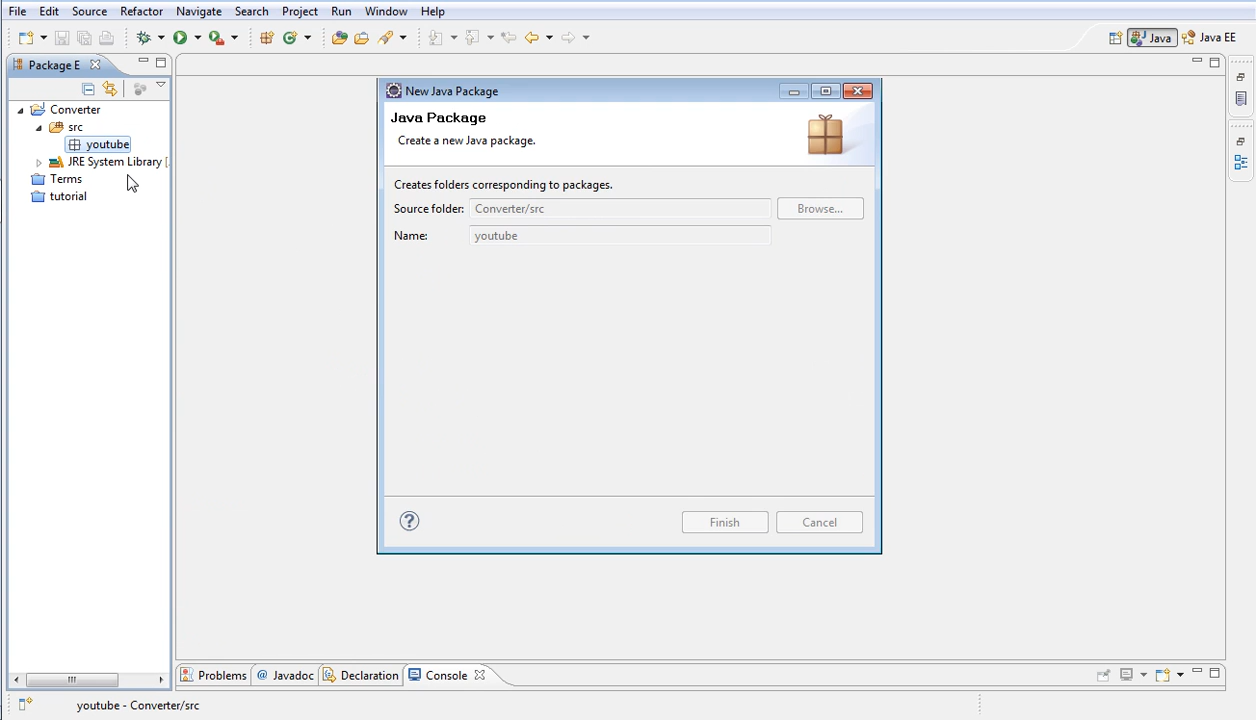 File Edit Source Refactor Navigate Search Project Run Window Help
Java Java EE
Package E
Converter
src
youtube
JRE System Library [
Terms
tutorial
New Java Package
Java Package
Create a new Java package.
Creates folders corresponding to packages.
Source folder: Converter/src Browse...
Name: youtube
? Finish Cancel
Problems @ Javadoc Declaration Console
youtube - Converter/src